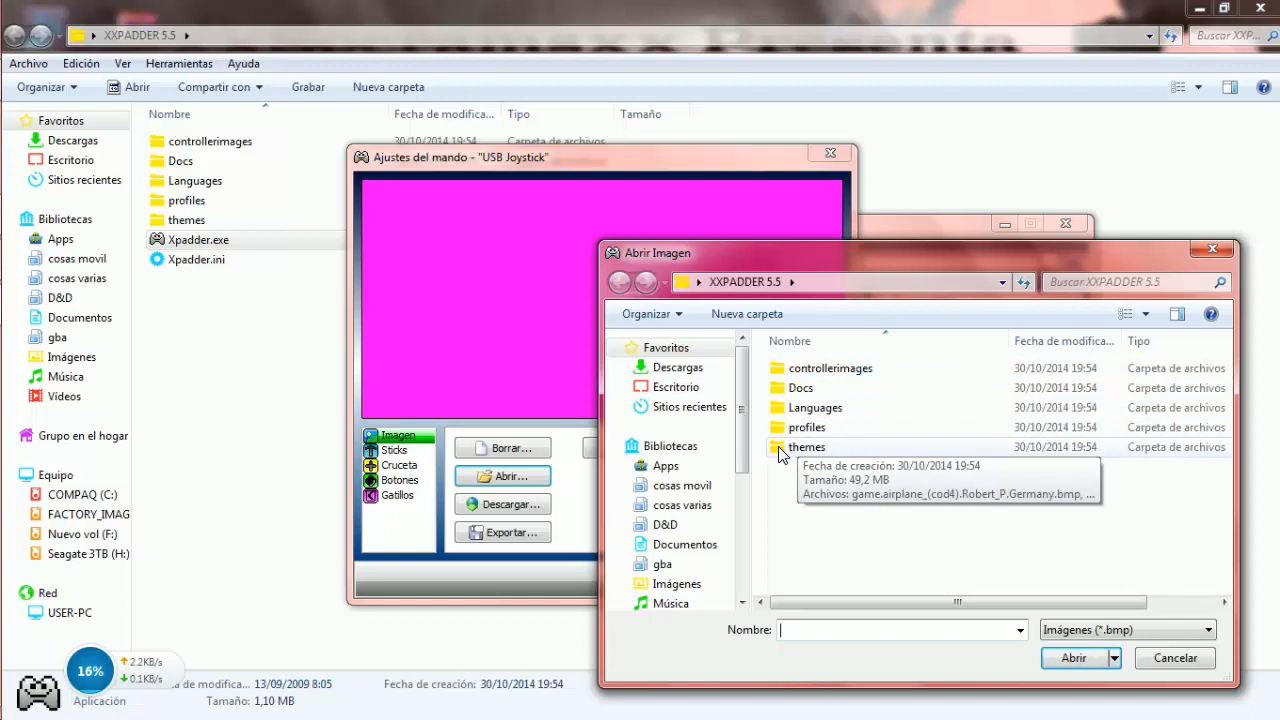 XXPADDER 5.5
Buscar XXP...
Archivo Edición Ver Herramientas Ayuda
Organizar Abrir Compartir con Grabar Nueva carpeta
Favoritos
Descargas
Escritorio
Sitios recientes
Bibliotecas
Apps
cosas movil
cosas varias
D&D
Documentos
gba
Imágenes
Música
Vídeos
Grupo en el hogar
Equipo
COMPAQ (C:)
FACTORY_IMAG
Nuevo vol (F:)
Seagate 3TB (H:)
Red
USER-PC
Nombre Fecha de modifica... Tipo Tamaño
controllerimages 30/10/2014 19:54 Carpeta de archivos
Docs
Languages
profiles
themes
Xpadder.exe
Xpadder.ini
Ajustes del mando - "USB Joystick"
Imagen
Sticks
Cruceta
Botones
Gatillos
Borrar...
Abrir...
Descargar...
Exportar...
Abrir Imagen
XXPADDER 5.5
Buscar XXPADDER 5.5
Organizar Nueva carpeta
Favoritos
Descargas
Escritorio
Sitios recientes
Bibliotecas
Apps
cosas movil
cosas varias
D&D
Documentos
gba
Imágenes
Música
Nombre Fecha de modifica... Tipo
controllerimages 30/10/2014 19:54 Carpeta de archivos
Docs 30/10/2014 19:54 Carpeta de archivos
Languages 30/10/2014 19:54 Carpeta de archivos
profiles 30/10/2014 19:54 Carpeta de archivos
themes 30/10/2014 19:54 Carpeta de archivos
Fecha de creación: 30/10/2014 19:54
Tamaño: 49,2 MB
Archivos: game.airplane_(cod4).Robert_P.Germany.bmp, ...
Nombre:
Imágenes (*.bmp)
Abrir Cancelar
16%
2.2KB/s
0.1KB/s
da de modifica... 13/09/2009 8:05 Fecha de creación: 30/10/2014 19:54
Aplicación Tamaño: 1,10 MB